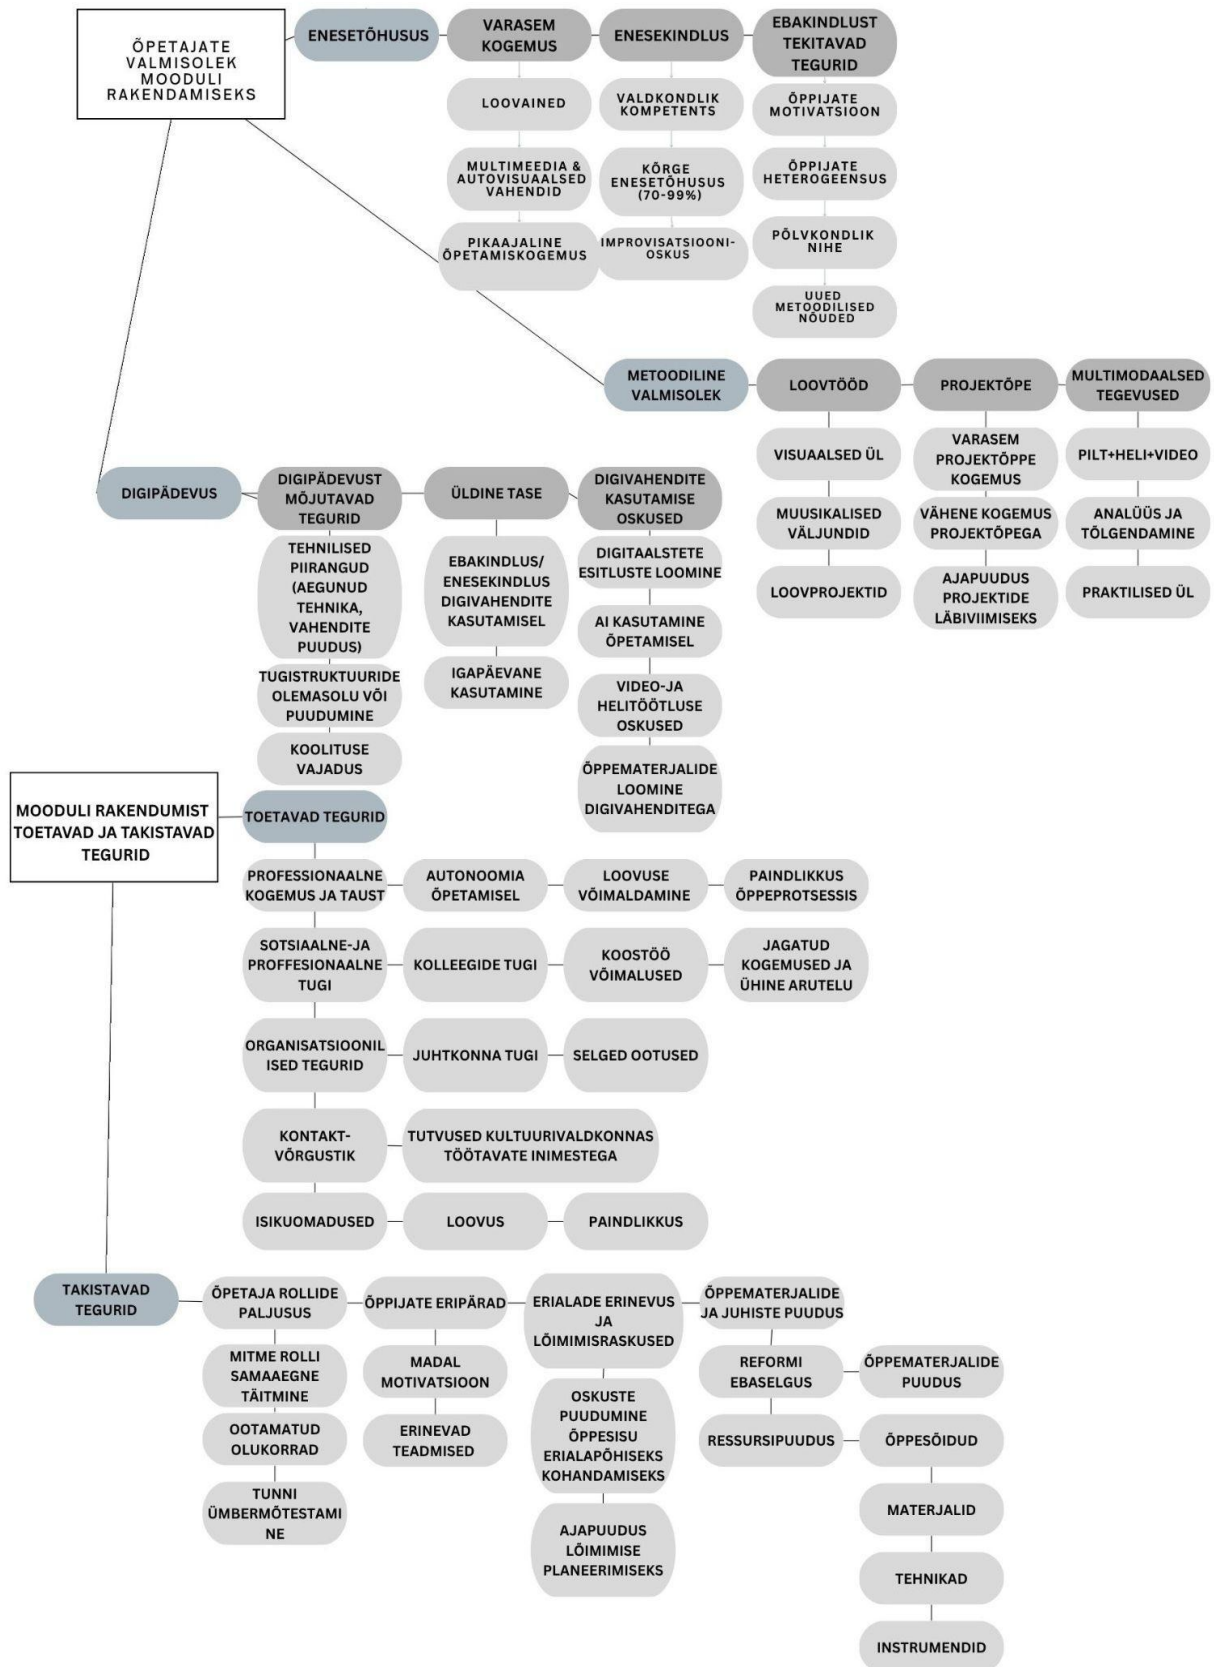 ÕPETAJATE
VALMISOLEK
MOODULI
RAKENDAMISEKS
ENESETÕHUSUS
VARASEM
KOGEMUS
ENESEKINDLUS
EBAKINDLUST
TEKITAVAD
TEGURID
LOOVAINED
VALDKONDLIK
KOMPETENTS
ÕPPIJATE
MOTIVATSIOON
MULTIMEEDIA &
AUTOVISUAALSED
VAHENDID
KÕRGE
ENESETÕHUSUS
(70-99%)
ÕPPIJATE
HETEROGEENSUS
PIKAAJALINE
ÕPETAMISKOGEMUS
IMPROVISATSIOONI-
OSKUS
PÕLVKONDLIK
NIHE
UUED
METOODILISED
NÕUDED
METOODILINE
VALMISOLEK
LOOVTÖÖD
PROJEKTÕPE
MULTIMODAALSED
TEGEVUSED
VISUAALSED ÜL
VARASEM
PROJEKTÕPPE
KOGEMUS
PILT+HELI+VIDEO
MUUSIKALISED
VÄLJUNDID
VÄHENE KOGEMUS
PROJEKTÕPEGA
ANALÜÜS JA
TÕLGENDAMINE
LOOVPROJEKTID
AJAPUUDUS
PROJEKTIDE
LÄBIVIIMISEKS
PRAKTILISED ÜL
DIGIPÄDEVUS
DIGIPÄDEVUST
MÕJUTAVAD
TEGURID
ÜLDINE TASE
DIGIVAHENDITE
KASUTAMISE
OSKUSED
TEHNILISED
PIIRANGUD
(AEGUNUD
TEHNIKA,
VAHENDITE
PUUDUS)
EBAKINDLUS/
ENESEKINDLUS
DIGIVAHENDITE
KASUTAMISEL
DIGITAALSTETE
ESITLUSTE LOOMINE
AI KASUTAMINE
ÕPETAMISEL
TUGISTRUKTUURIDE
OLEMASOLU VÕI
PUUDUMINE
IGAPÄEVANE
KASUTAMINE
VIDEO-JA
HELITÖÖTLUSE
OSKUSED
KOOLITUSE
VAJADUS
ÕPPEMATERJALIDE
LOOMINE
DIGIVAHENDITEGA
MOODULI RAKENDUMIST
TOETAVAD JA TAKISTAVAD
TEGURID
TOETAVAD TEGURID
PROFESSIONAALNE
KOGEMUS JA TAUST
AUTONOOMIA
ÕPETAMISEL
LOOVUSE
VÕIMALDAMINE
PAINDLIKKUS
ÕPPEPROTSESSIS
SOTSIAALNE-JA
PROFFESIONAALNE
TUGI
KOLLEEGIDE TUGI
KOOSTÖÖ
VÕIMALUSED
JAGATUD
KOGEMUSED JA
ÜHINE ARUTELU
ORGANISATSIOONIL
ISED TEGURID
JUHTKONNA TUGI
SELGED OOTUSED
KONTAKT-
VÕRGUSTIK
TUTVUSED KULTUURIVALDKONNAS
TÖÖTAVATE INIMESTEGA
ISIKUOMADUSED
LOOVUS
PAINDLIKKUS
TAKISTAVAD
TEGURID
ÕPETAJA ROLLIDE
PALJUSUS
ÕPPIJATE ERIPÄRAD
ERIALADE ERINEVUS
JA
LÕIMIMISRASKUSED
ÕPPEMATERJALIDE
JA JUHISTE PUUDUS
MITME ROLLI
SAMAAEGNE
TÄITMINE
MADAL
MOTIVATSIOON
OSKUSTE
PUUDUMINE
ÕPPESISU
ERIALAPÕHISEKS
KOHANDAMISEKS
REFORMI
EBASELGUS
ÕPPEMATERJALIDE
PUUDUS
OOTAMATUD
OLUKORRAD
ERINEVAD
TEADMISED
RESSURSIPUUDUS
ÕPPESÕIDUD
TUNNI
ÜMBERMÕTESTAMI
NE
AJAPUUDUS
LÕIMIMISE
PLANEERIMISEKS
MATERJALID
TEHNIKAD
INSTRUMENDID